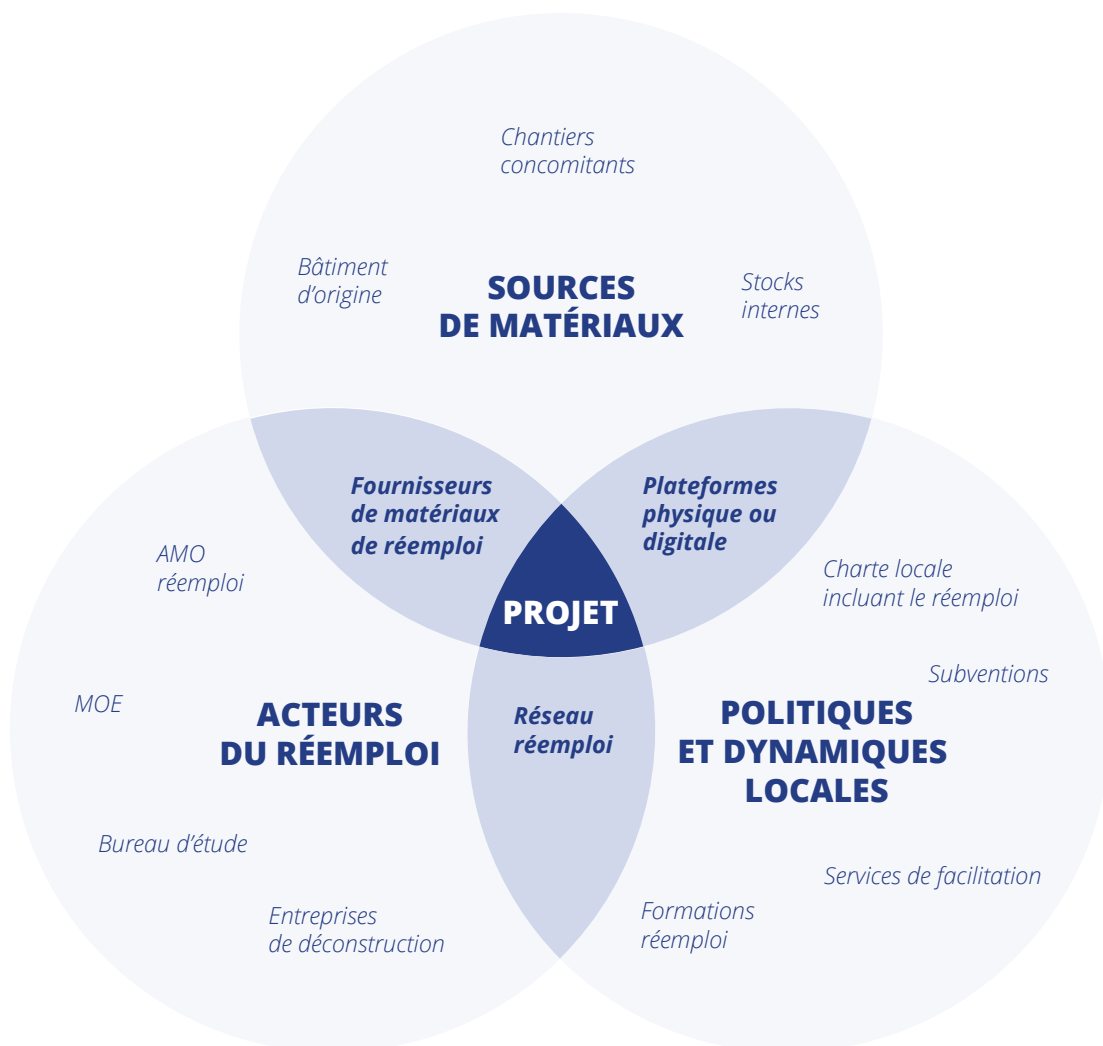 Chantiers
concomitants
Bâtiment
d’origine
SOURCES
DE MATÉRIAUX
Stocks
internes
Fournisseurs
de matériaux
de réemploi
Plateformes
physique ou
digitale
PROJET
AMO
réemploi
MOE
ACTEURS
DU RÉEMPLOI
Bureau d’étude
Entreprises
de déconstruction
Réseau
réemploi
Charte locale
incluant le réemploi
Subventions
POLITIQUES
ET DYNAMIQUES
LOCALES
Services de facilitation
Formations
réemploi